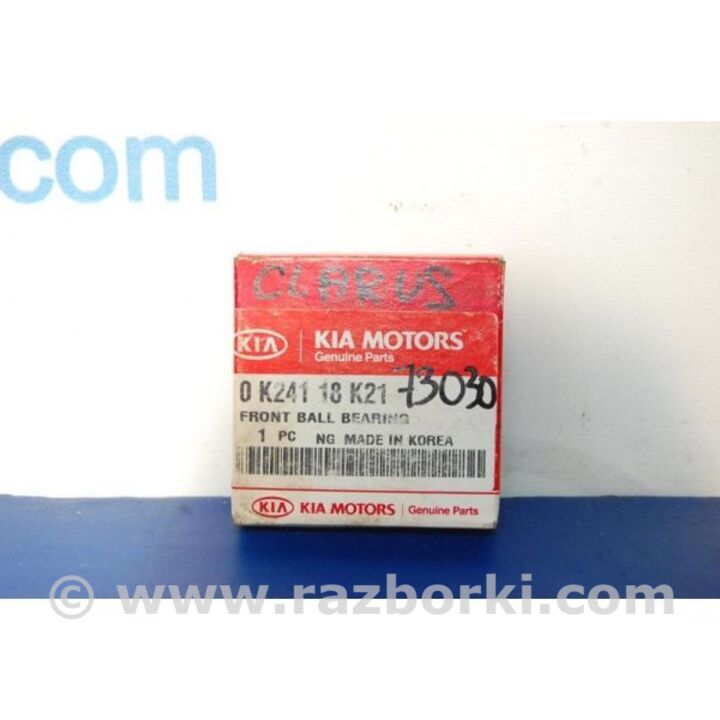 com
CLARUS
KIA | KIA MOTORS
Genuine Parts
0 K241 18 K21 73030
FRONT BALL BEARING
1 PC NG MADE IN KOREA
KIA KIA MOTORS | Genuine Parts
© www.razborki.com